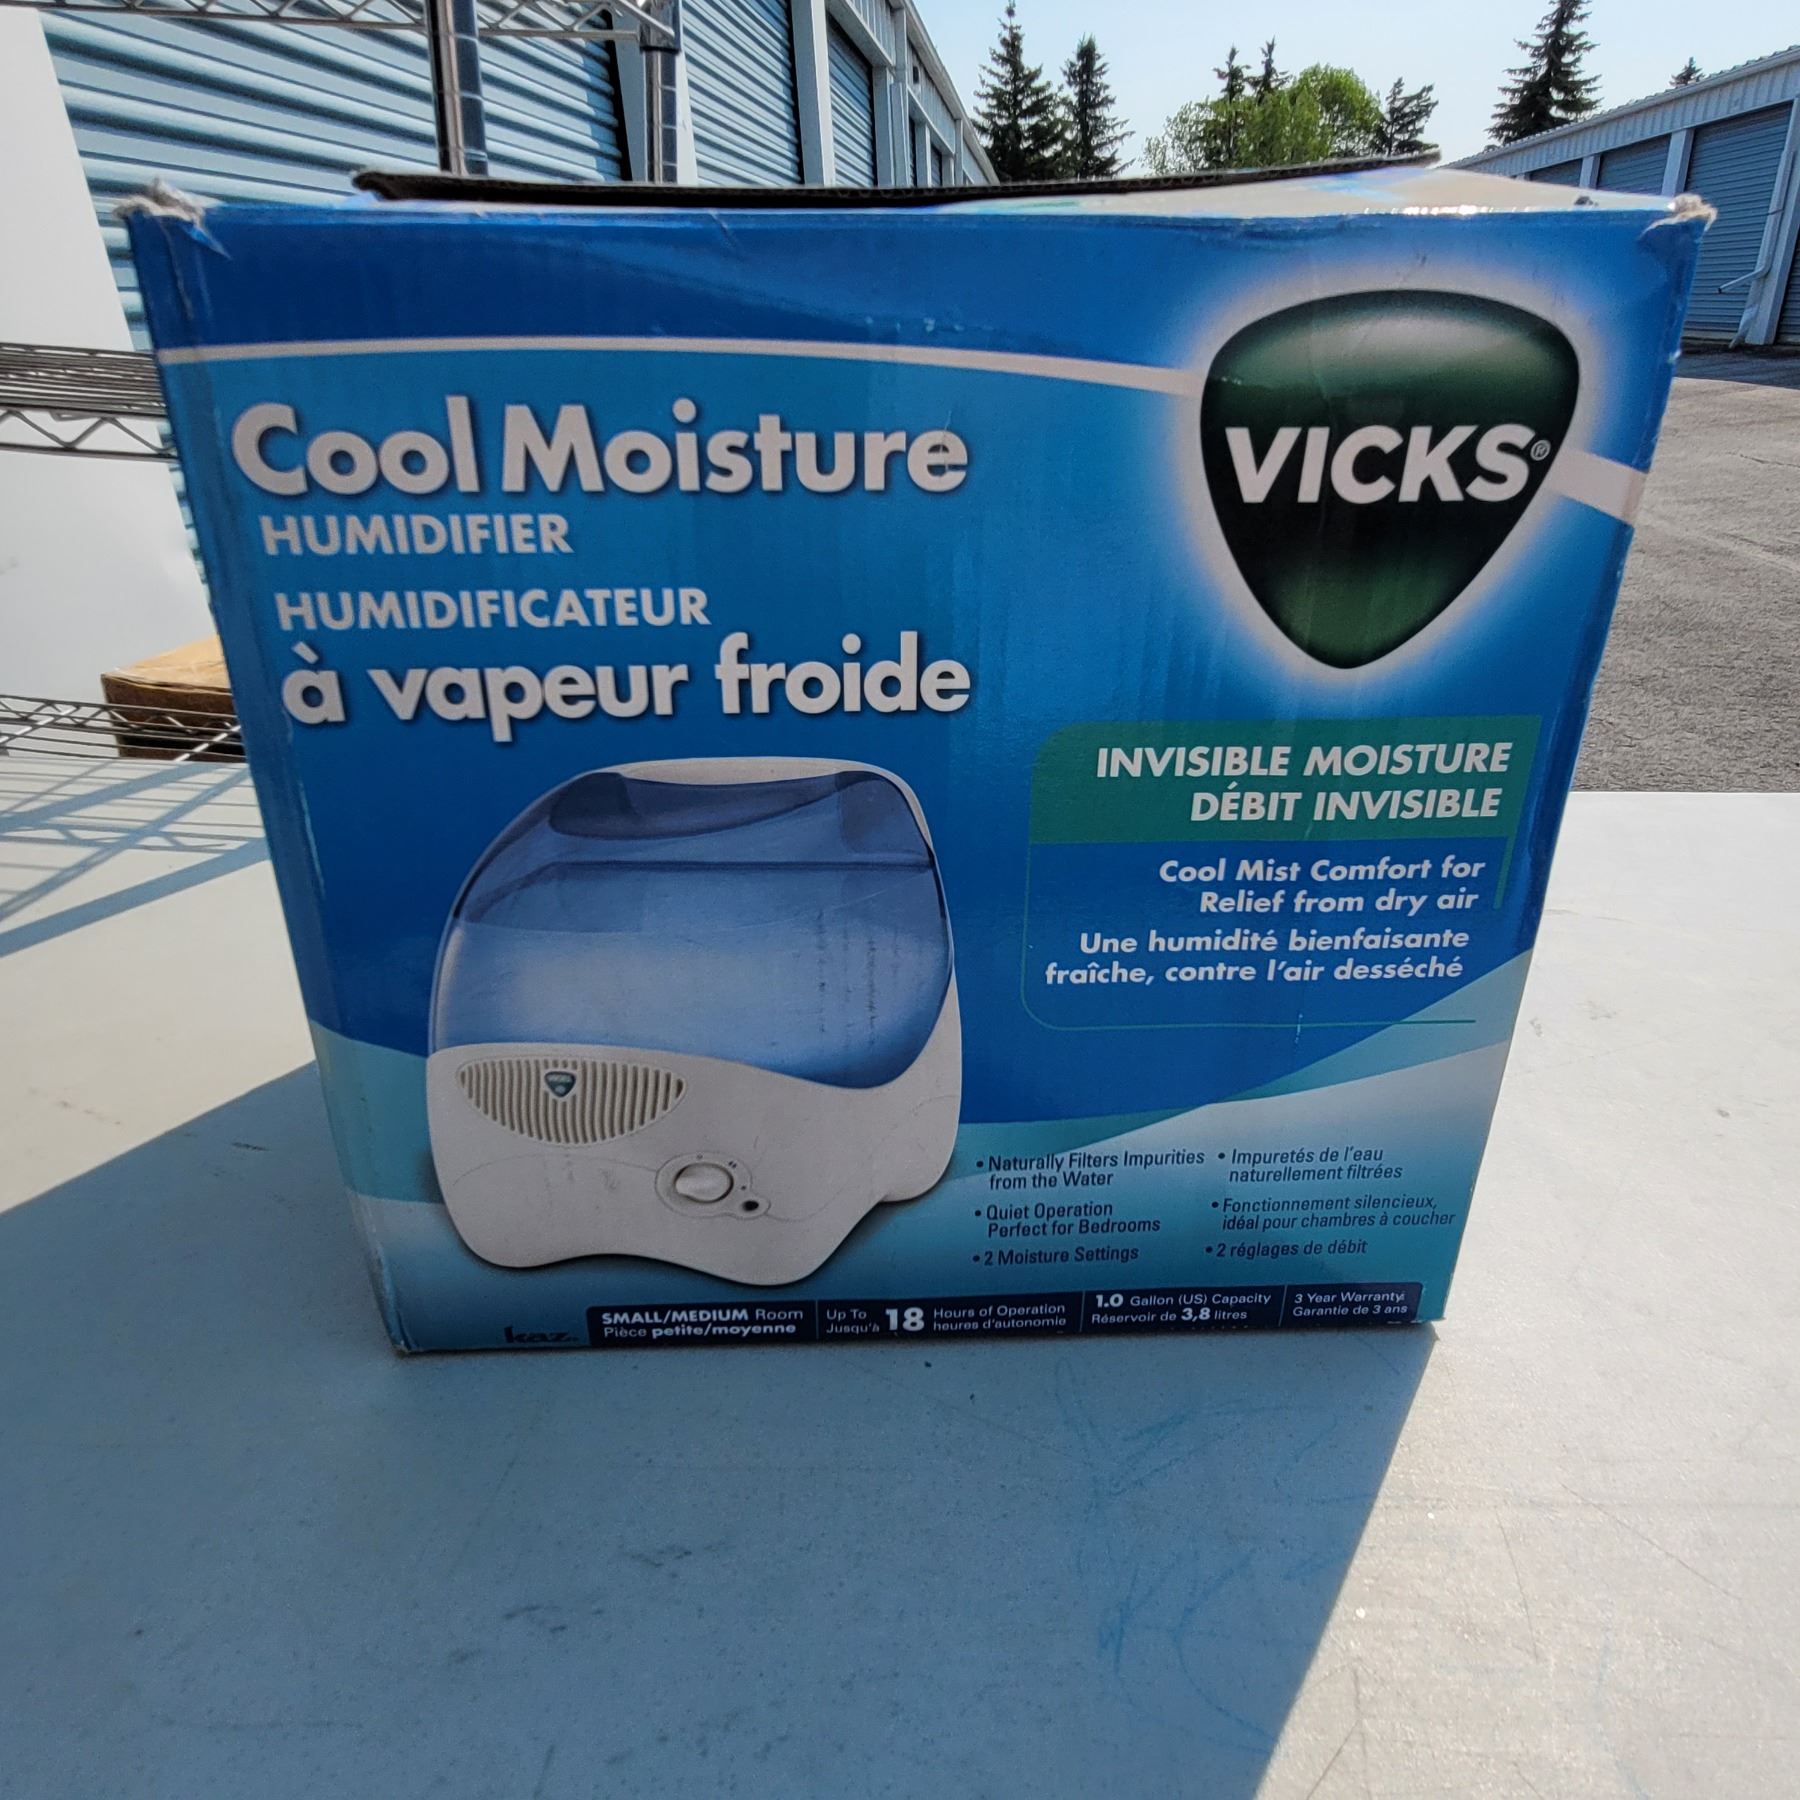 Cool Moisture
HUMIDIFIER
HUMIDIFICATEUR
à vapeur froide
VICKS®
INVISIBLE MOISTURE
DÉBIT INVISIBLE
Cool Mist Comfort for
Relief from dry air
Une humidité bienfaisante
fraîche, contre l'air desséché
VICKS
• Naturally Filters Impurities
from the Water
• Quiet Operation
Perfect for Bedrooms
• 2 Moisture Settings
• Impuretés de l'eau
naturellement filtrées
• Fonctionnement silencieux,
idéal pour chambres à coucher
• 2 réglages de débit
kaz
SMALL/MEDIUM Room
Pièce petite/moyenne
Up To
Jusqu'à
18
Hours of Operation
heures d'autonomie
1.0 Gallon (US) Capacity
Réservoir de 3,8 litres
3 Year Warranty
Garantie de 3 ans